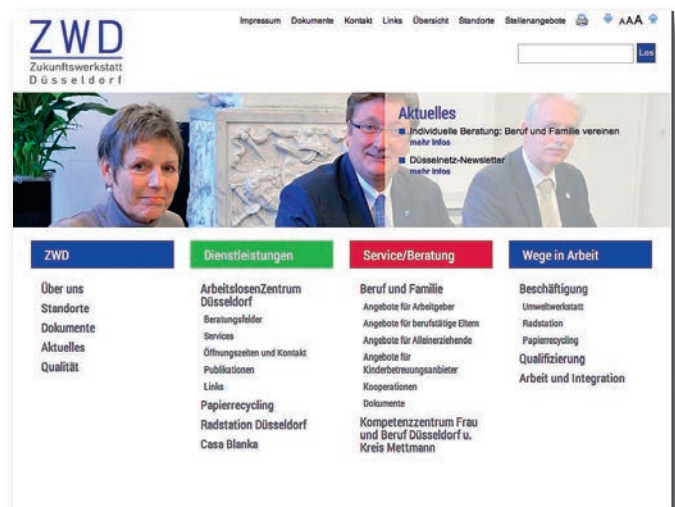 Impressum Dokumente Kontakt Links Übersicht Standorte Stellenangebote AAA
ZWD
Zukunftswerkstatt
Düsseldorf
Los
Aktuelles
Individuelle Beratung: Beruf und Familie vereinen
mehr Infos
Düsselnetz-Newsletter
mehr Infos
ZWD
Über uns
Standorte
Dokumente
Aktuelles
Qualität
Dienstleistungen
ArbeitslosenZentrum
Düsseldorf
Beratungsfelder
Services
Öffnungszeiten und Kontakt
Publikationen
Links
Papierrecycling
Radstation Düsseldorf
Casa Blanka
Service/Beratung
Beruf und Familie
Angebote für Arbeitgeber
Angebote für berufstätige Eltern
Angebote für Alleinerziehende
Angebote für
Kinderbetreuungsanbieter
Kooperationen
Dokumente
Kompetenzzentrum Frau
und Beruf Düsseldorf u.
Kreis Mettmann
Wege in Arbeit
Beschäftigung
Umweltwerkstatt
Radstation
Papierrecycling
Qualifizierung
Arbeit und Integration